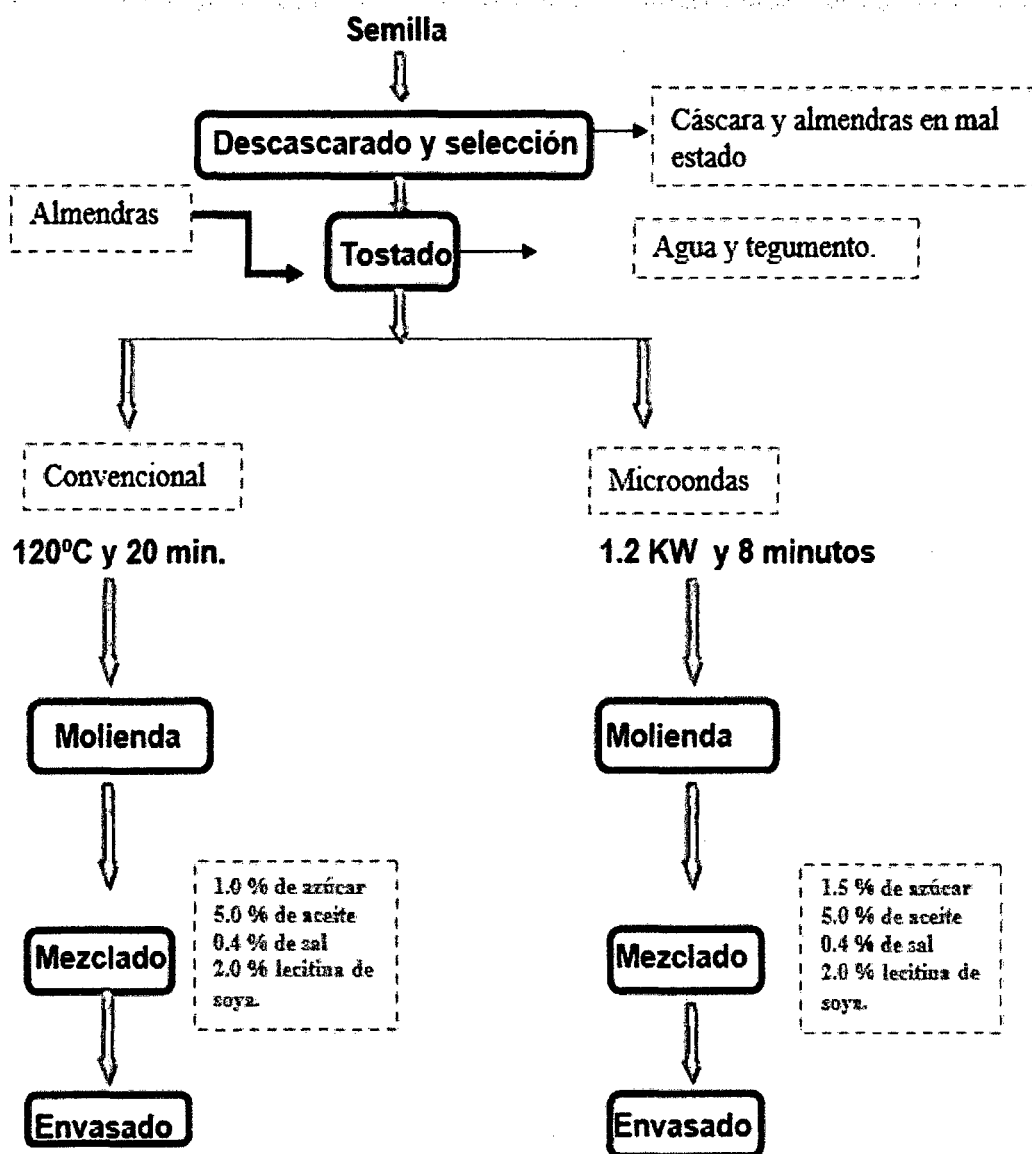 Semilla
Descascarado y selección
Cáscara y almendras en mal
estado
Almendras
Tostado
Agua y tegumento.
Convencional
Microondas
120ºC y 20 min.
1.2 KW y 8 minutos
Molienda
Molienda
1.0 % de azúcar
5.0 % de aceite
0.4 % de sal
2.0 % lecitina de
soya.
Mezclado
1.5 % de azúcar
5.0 % de aceite
0.4 % de sal
2.0 % lecitina de
soya.
Mezclado
Envasado
Envasado